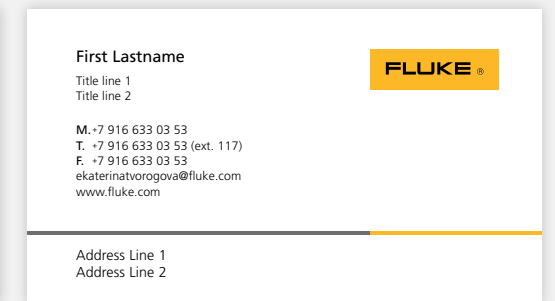 First Lastname
FLUKE ®
Title line 1
Title line 2
M.+7 916 633 03 53
T. +7 916 633 03 53 (ext. 117)
F. +7 916 633 03 53
ekaterinatvorogova@fluke.com
www.fluke.com
Address Line 1
Address Line 2